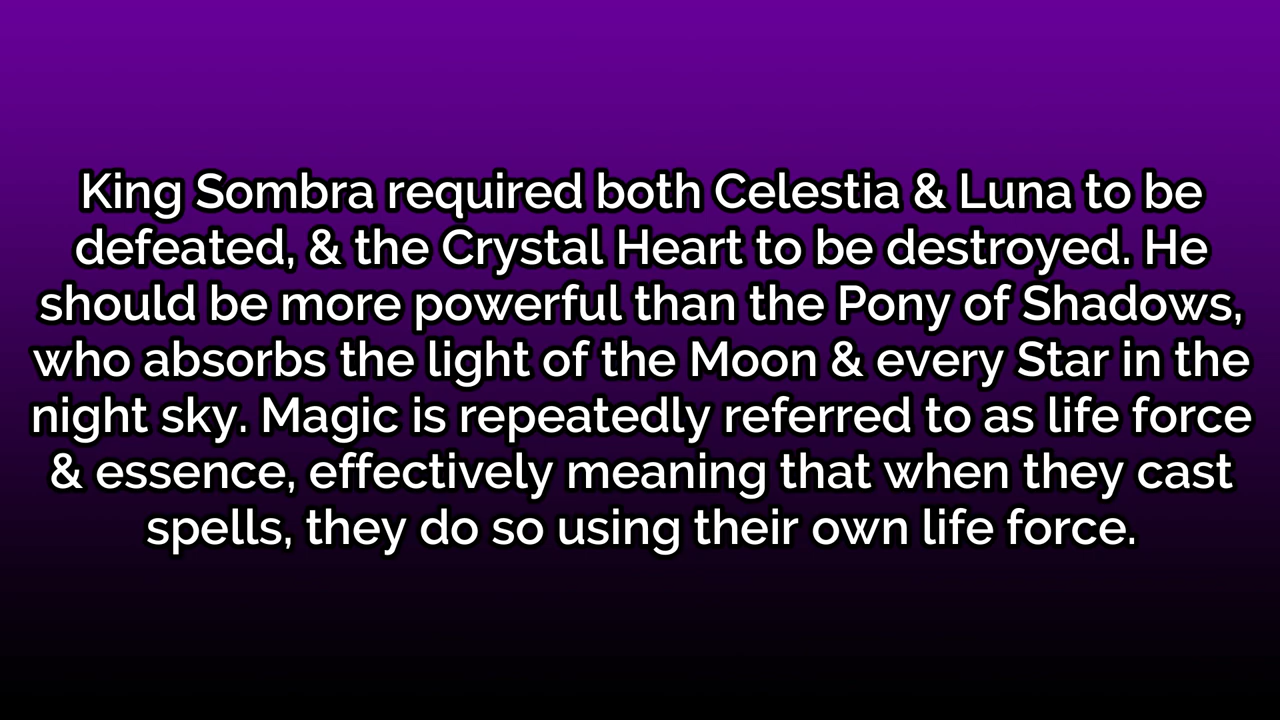 King Sombra required both Celestia & Luna to be
defeated, & the Crystal Heart to be destroyed. He
should be more powerful than the Pony of Shadows,
who absorbs the light of the Moon & every Star in the
night sky. Magic is repeatedly referred to as life force
& essence, effectively meaning that when they cast
spells, they do so using their own life force.